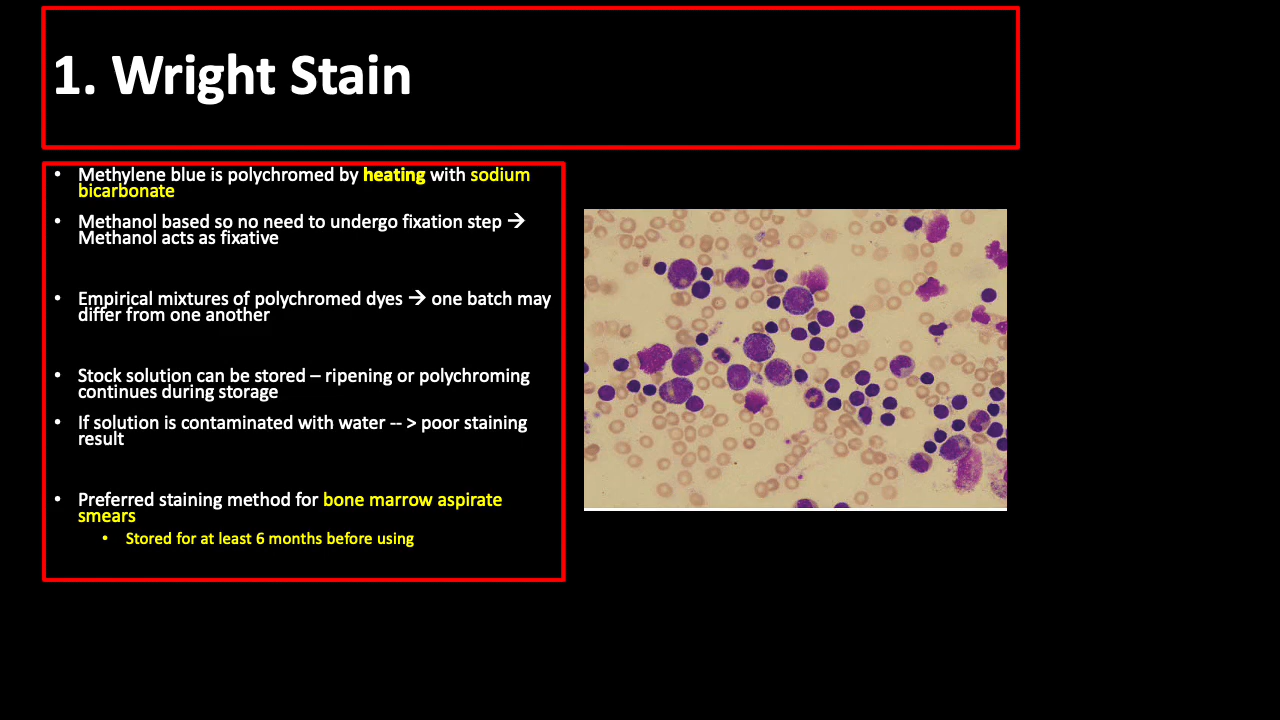 1. Wright Stain
• Methylene blue is polychromed by heating with sodium
bicarbonate
• Methanol based so no need to undergo fixation step →
Methanol acts as fixative
• Empirical mixtures of polychromed dyes → one batch may
differ from one another
• Stock solution can be stored – ripening or polychroming
continues during storage
• If solution is contaminated with water -- > poor staining
result
• Preferred staining method for bone marrow aspirate
smears
• Stored for at least 6 months before using